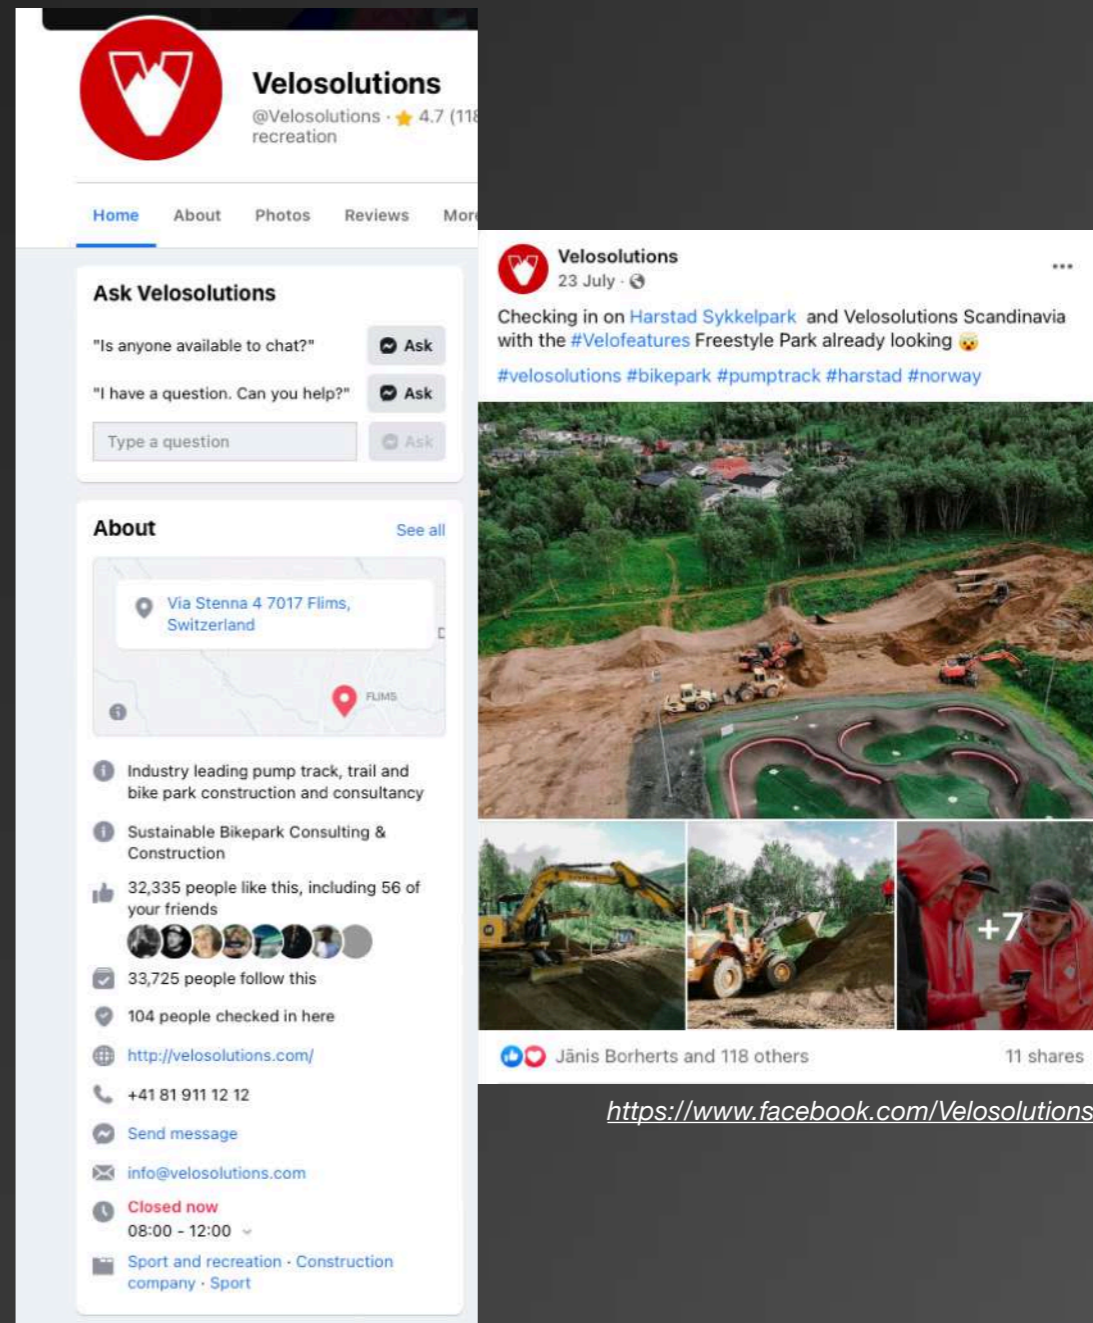 Velosolutions
@Velosolutions · ⭐ 4.7 (118
recreation
Home About Photos Reviews More
Ask Velosolutions
"Is anyone available to chat?" Ask
"I have a question. Can you help?" Ask
Type a question Ask
About See all
Via Stenna 4 7017 Flims,
Switzerland
FLIMS
Industry leading pump track, trail and
bike park construction and consultancy
Sustainable Bikepark Consulting &
Construction
32,335 people like this, including 56 of
your friends
33,725 people follow this
104 people checked in here
http://velosolutions.com/
+41 81 911 12 12
Send message
info@velosolutions.com
Closed now
08:00 - 12:00
Sport and recreation · Construction
company · Sport
Velosolutions
23 July ·
Checking in on Harstad Sykkelpark and Velosolutions Scandinavia
with the #Velofeatures Freestyle Park already looking 🤯
#velosolutions #bikepark #pumptrack #harstad #norway
+7
Jānis Borherts and 118 others 11 shares
https://www.facebook.com/Velosolutions